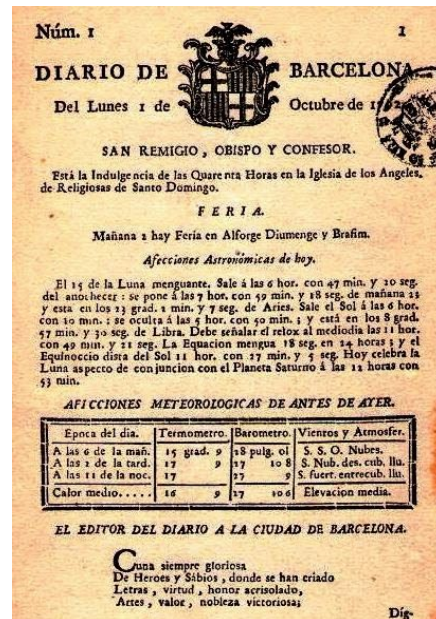 Núm. 1 1
DIARIO DE BARCELONA
Del Lunes 1 de Octubre de
SAN REMIGIO, OBISPO Y CONFESOR.
Está la Indulgencia de las Quarenta Horas en la Iglesia de los Angeles,
de Religiosas de Santo Domingo.
FERIA.
Mañana 2 hay Feria en Alforge Diumenge y Brafim.
Afecciones Astronómicas de hoy.
El 15 de la Luna menguante. Sale á las 6 hor. con 47 min. y 20 seg.
del anochecer: se pone á las 7 hor. con 59 min. y 18 seg. de mañana 23
y esta en los 23 grad. 2 min. y 7 seg. de Aries. Sale el Sol á las 6 hor.
con 10 min.: se oculta á las 5 hor. con 50 min.; y está en los 8 grad.
57 min. y 30 seg. de Libra. Debe señalar el relox al mediodia las 11 hor.
con 49 min. y 21 seg. La Equacion mengua 18 seg. en 24 horas; y el
Equinoccio dista del Sol 11 hor. con 27 min. y 5 seg. Hoy celebra la
Luna aspecto de conjuncion con el Planeta Saturno á las 12 horas con
53 min.
AFICCIONES METEOROLOGICAS DE ANTES DE AYER.
Epoca del dia. Termometro. Barometro. Vientos y Atmosfer.
A las 6 de la mañ. 15 grad. 9 28 pulg. 01 S. S. O. Nubes.
A las 2 de la tard. 17 9 27 10 8 S. Nub. des. cub. llu.
A las 11 de la noc. 17 27 9 S. fuert. entrecub. llu.
Calor medio..... 16 9 27 10 6 Elevacion media.
EL EDITOR DEL DIARIO A LA CIUDAD DE BARCELONA.
Cuna siempre gloriosa
De Heroes y Sábios, donde se han criado
Letras, virtud, honor acrisolado,
Artes, valor, nobleza victoriosa;
Dig-